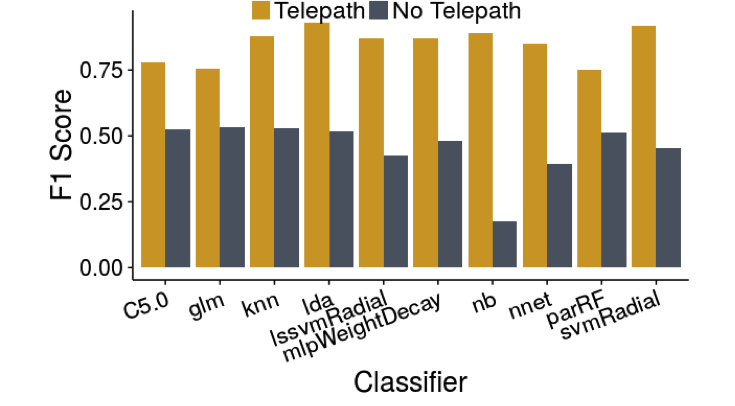 Telepath No Telepath
F1 Score
0.75
0.50
0.25
0.00
C5.0
glm
knn
lda
lssvmRadial
mlpWeightDecay
nb
nnet
parRF
svmRadial
Classifier